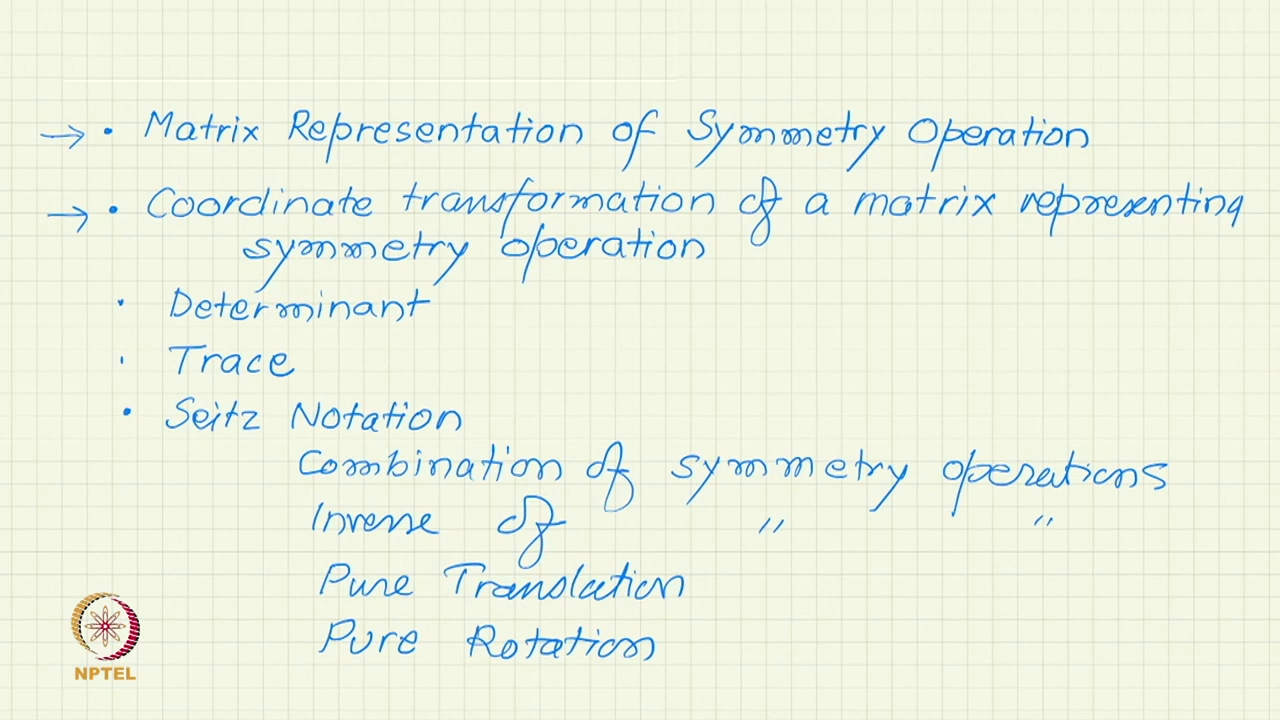 → • Matrix Representation of Symmetry Operation
→ • Coordinate transformation of a matrix representing
symmetry operation
• Determinant
• Trace
• Seitz Notation
Combination of symmetry operations
Inverse of " "
Pure Translation
Pure Rotation
NPTEL